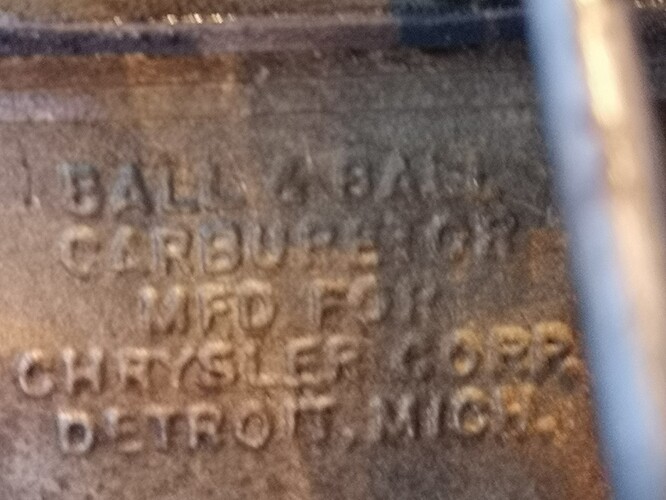 BALL & BALL
CARBURETOR
MFD FOR
CHRYSLER CORP.
DETROIT, MICH.